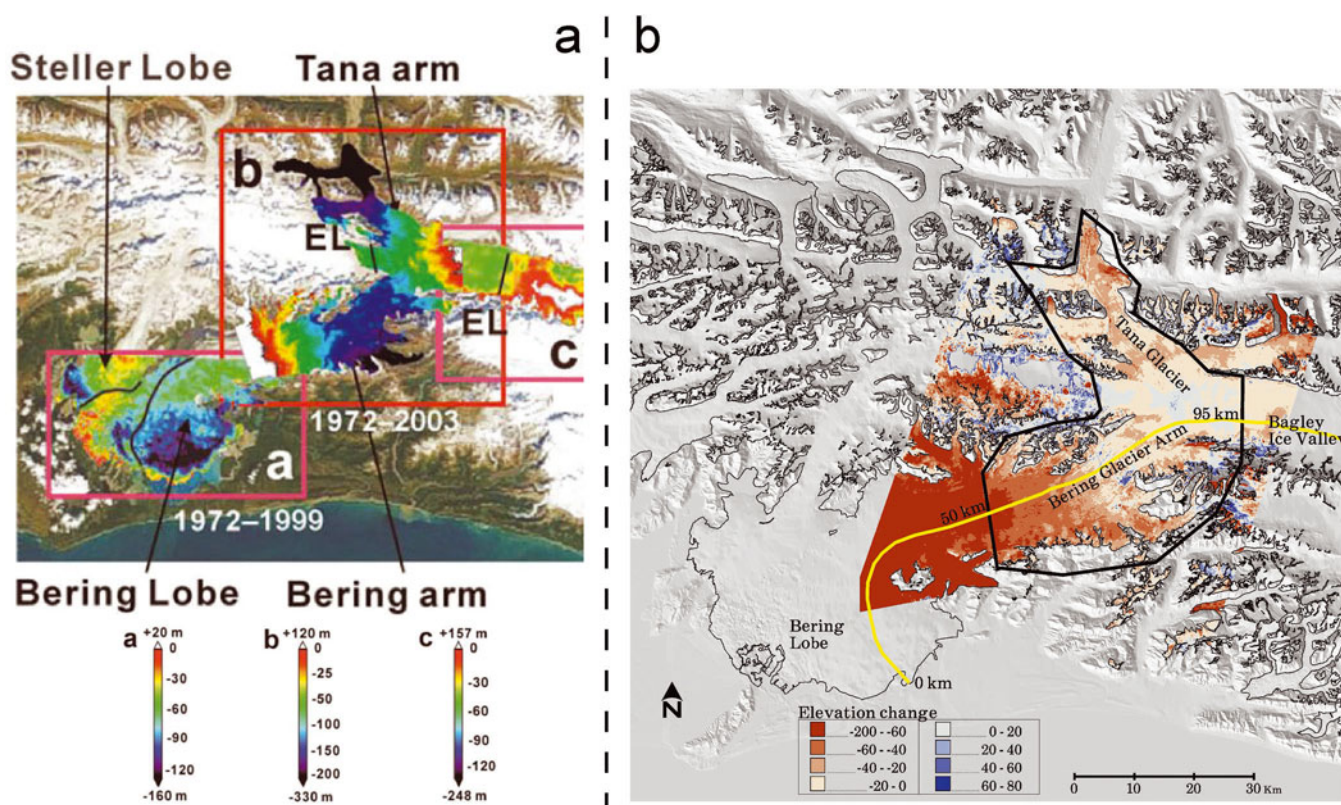 a
b
Steller Lobe
Tana arm
b
EL
EL
c
1972–2003
a
1972–1999
Bering Lobe
Bering arm
a
+20 m
0
-30
-60
-90
-120
-160 m
b
+120 m
0
-25
-50
-100
-150
-200
-330 m
c
+157 m
0
-30
-60
-90
-120
-248 m
Tana Glacier
95 km
Bagley
Ice Valley
Bering Glacier Arm
50 km
Bering
Lobe
0 km
N
Elevation change
-200 - -60
-60 - -40
-40 - -20
-20 - 0
0 - 20
20 - 40
40 - 60
60 - 80
0 10 20 30 Km